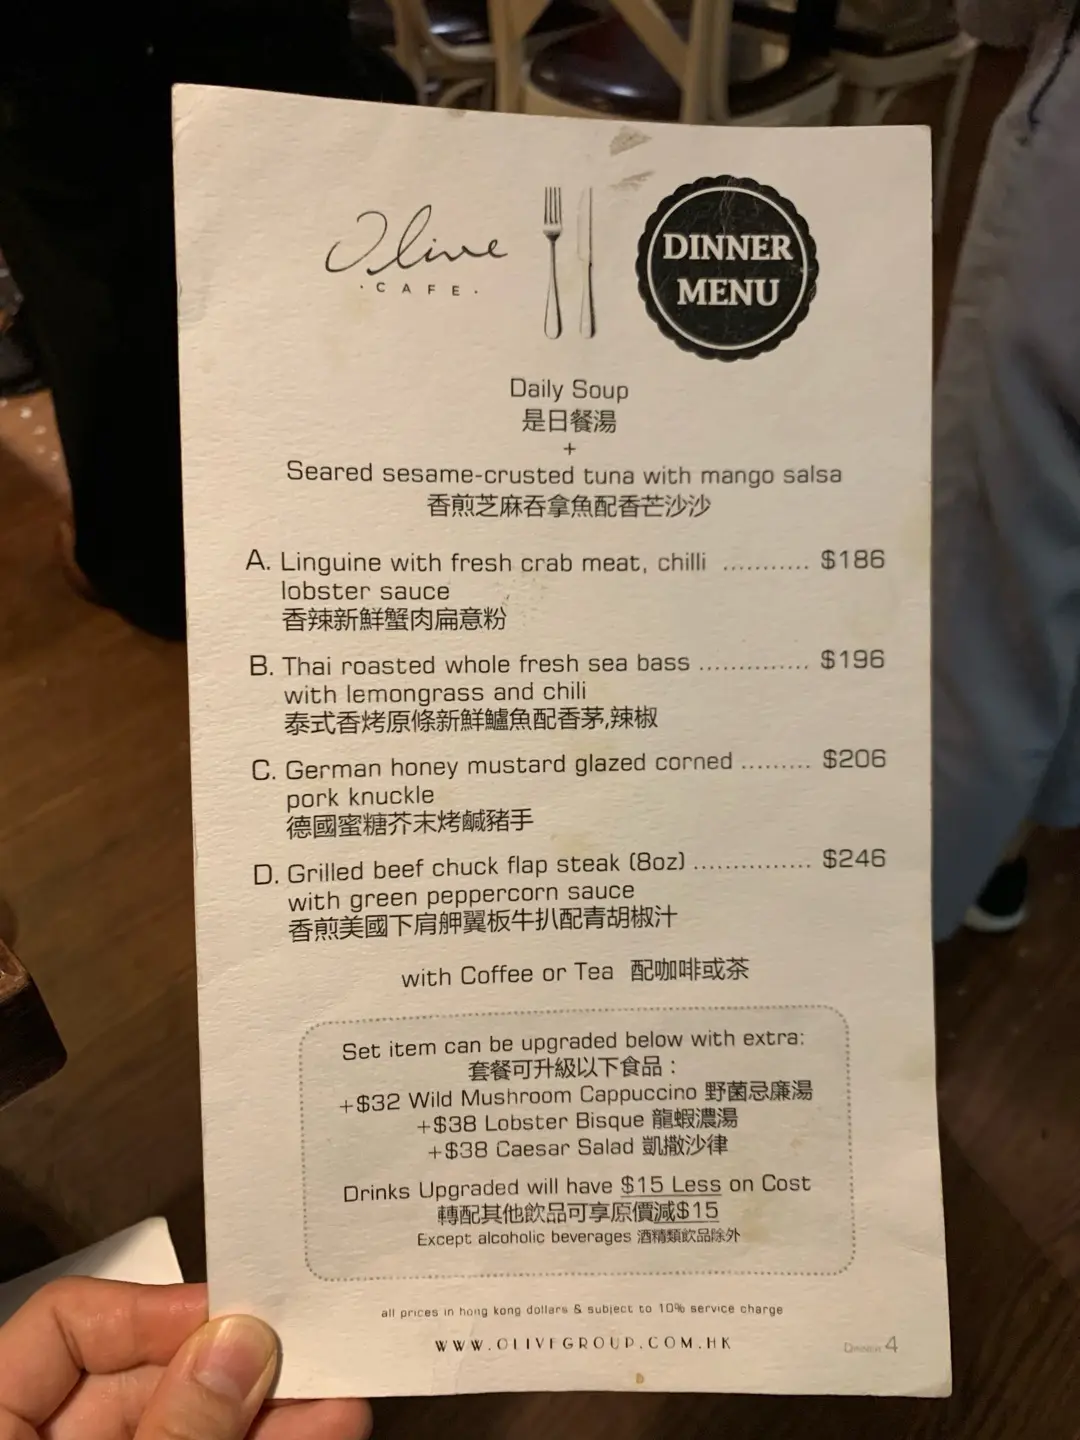 Olive
· CAFE ·
DINNER
MENU
Daily Soup
是日餐湯
+
Seared sesame-crusted tuna with mango salsa
香煎芝麻吞拿魚配香芒沙沙
A. Linguine with fresh crab meat, chilli ........... $186
lobster sauce
香辣新鮮蟹肉扁意粉
B. Thai roasted whole fresh sea bass .............. $196
with lemongrass and chili
泰式香烤原條新鮮鱸魚配香茅,辣椒
C. German honey mustard glazed corned ......... $206
pork knuckle
德國蜜糖芥末烤鹹豬手
D. Grilled beef chuck flap steak (8oz) ............... $246
with green peppercorn sauce
香煎美國下肩胛翼板牛扒配青胡椒汁
with Coffee or Tea 配咖啡或茶
Set item can be upgraded below with extra:
套餐可升級以下食品：
+$32 Wild Mushroom Cappuccino 野菌忌廉湯
+$38 Lobster Bisque 龍蝦濃湯
+$38 Caesar Salad 凱撒沙律
Drinks Upgraded will have $15 Less on Cost
轉配其他飲品可享原價減$15
Except alcoholic beverages 酒精類飲品除外
all prices in hong kong dollars & subject to 10% service charge
WWW.OLIVEGROUP.COM.HK
Dinner 4